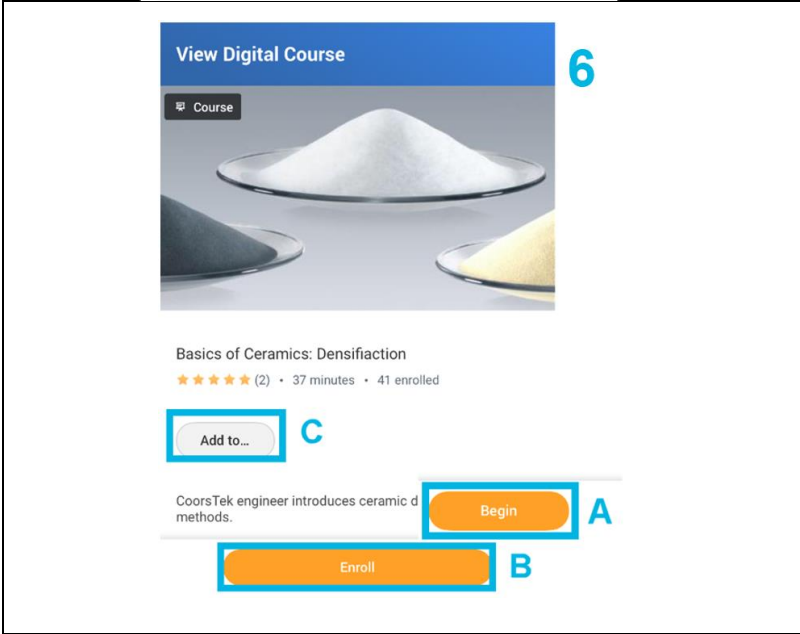 View Digital Course
6
Course
Basics of Ceramics: Densifiaction
(2) • 37 minutes • 41 enrolled
Add to...
C
CoorsTek engineer introduces ceramic d
methods.
Begin
A
Enroll
B